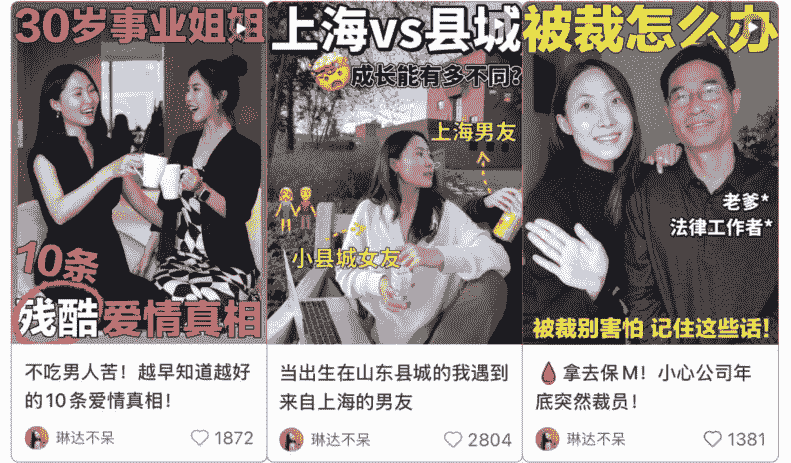 30岁事业姐姐
10条
残酷爱情真相
不吃男人苦！越早知道越好
的10条爱情真相！
琳达不呆
1872
上海vs县城
成长能有多不同？
上海男友
小县城女友
当出生在山东县城的我遇到
来自上海的男友
琳达不呆
2804
被裁怎么办
老爹*
法律工作者*
被裁别害怕 记住这些话！
🩸拿去保M！小心公司年
底突然裁员！
琳达不呆
1381